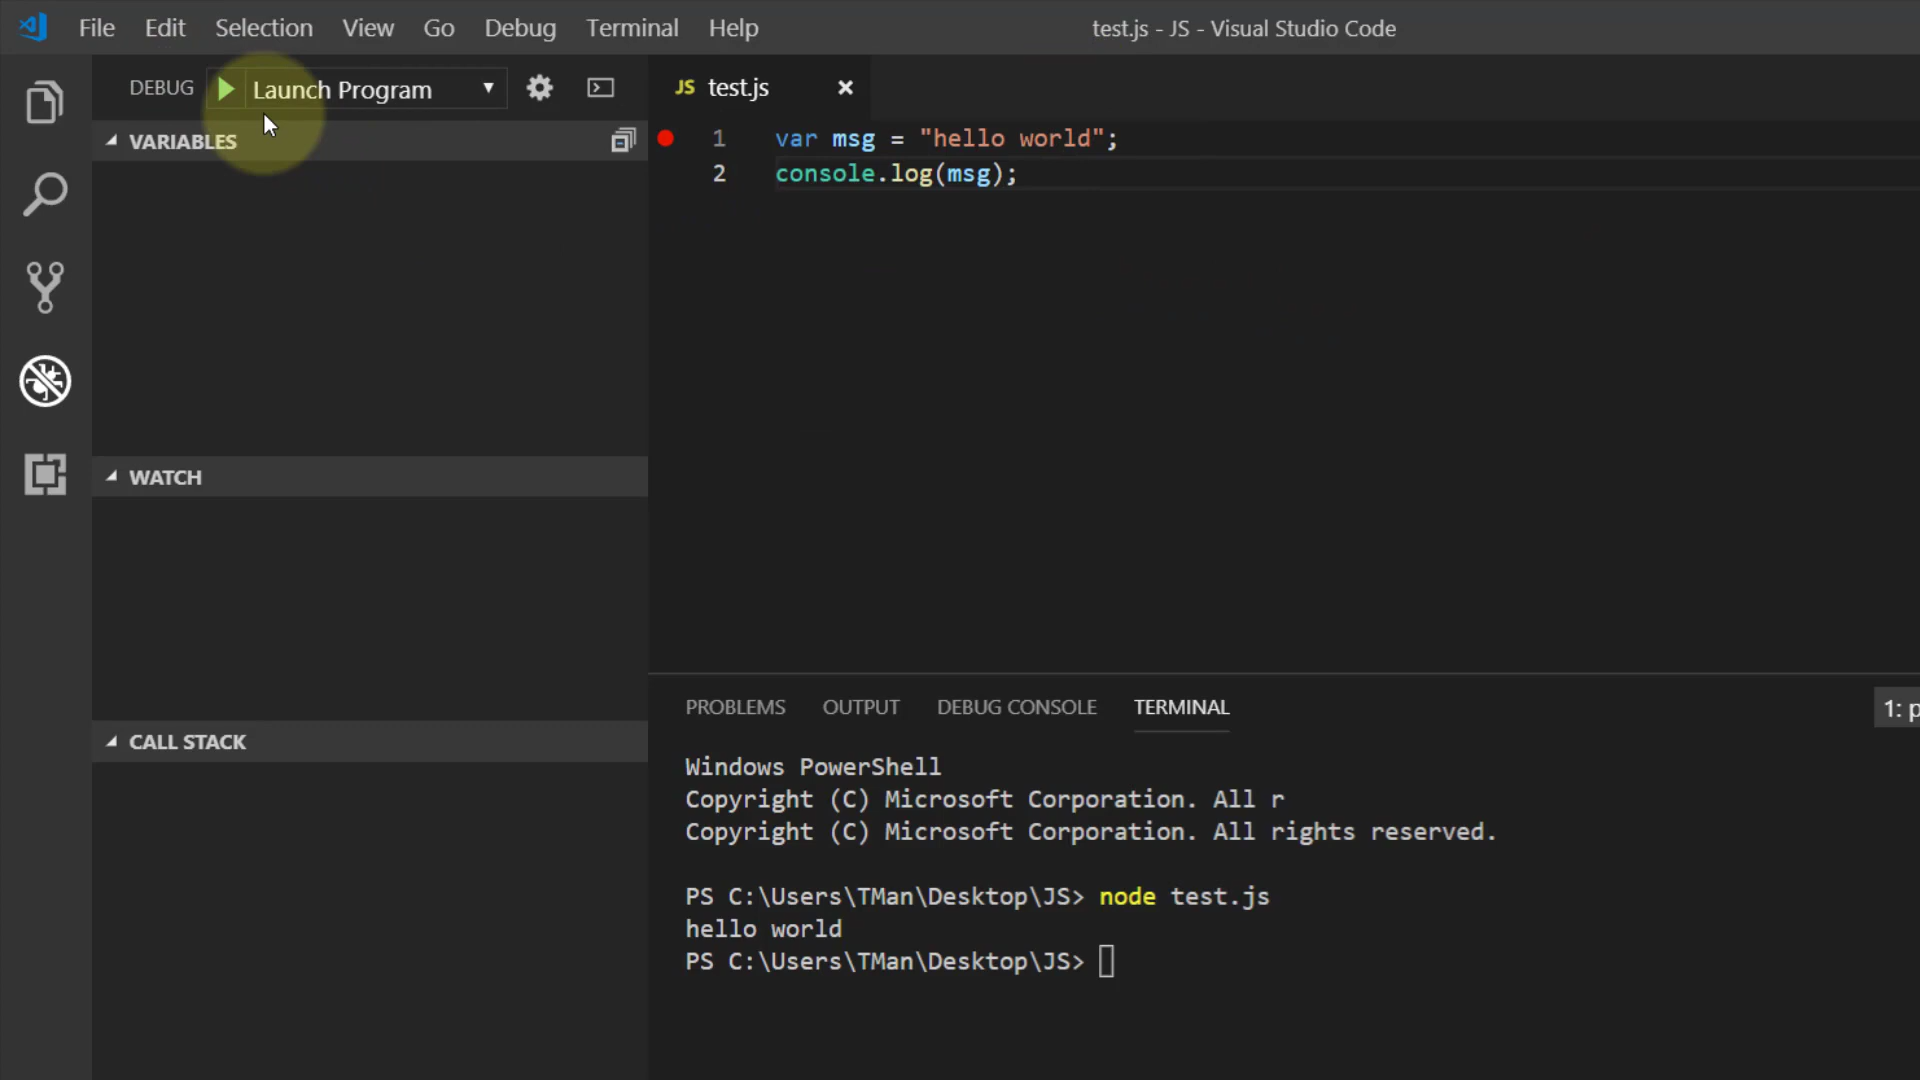 File Edit Selection View Go Debug Terminal Help
test.js - JS - Visual Studio Code
DEBUG Launch Program
JS test.js
VARIABLES
1 var msg = "hello world";
2 console.log(msg);
WATCH
CALL STACK
PROBLEMS OUTPUT DEBUG CONSOLE TERMINAL
1: p
Windows PowerShell
Copyright (C) Microsoft Corporation. All r
Copyright (C) Microsoft Corporation. All rights reserved.
PS C:\Users\TMan\Desktop\JS> node test.js
hello world
PS C:\Users\TMan\Desktop\JS>